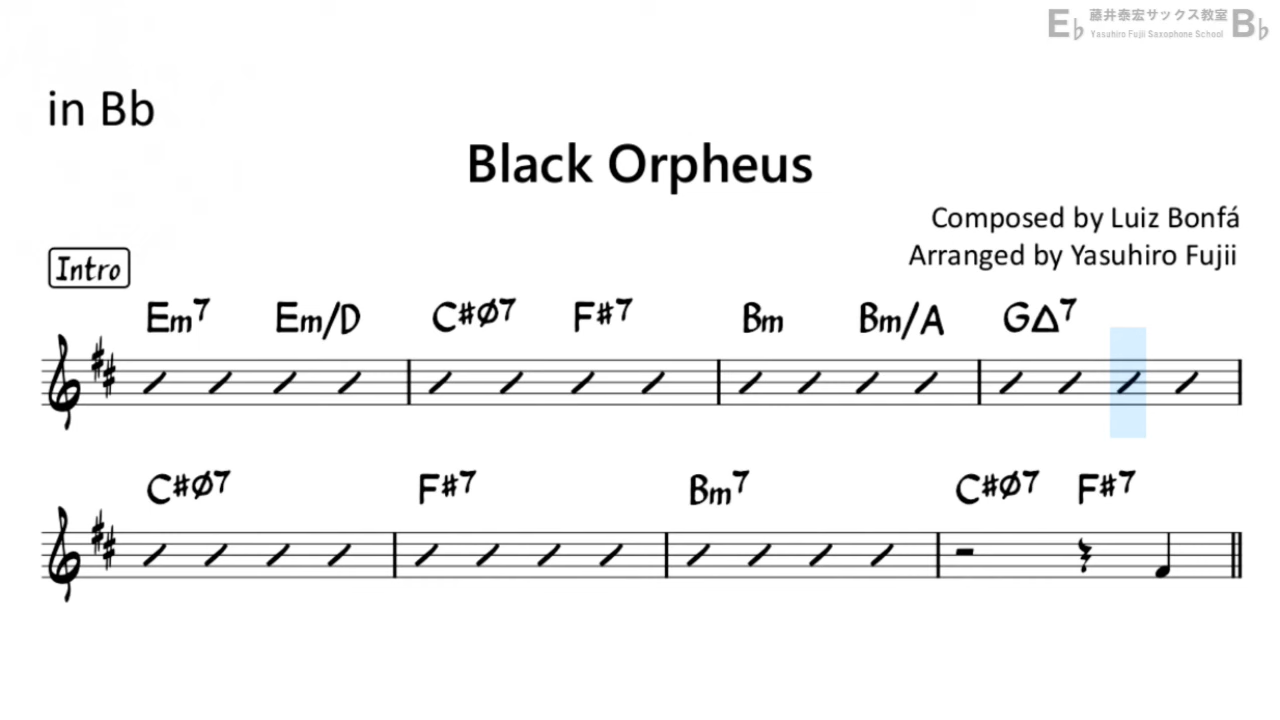 E♭ 藤井泰宏サックス教室 B♭
Yasuhiro Fujii Saxophone School
in Bb
Black Orpheus
Composed by Luiz Bonfá
Arranged by Yasuhiro Fujii
Intro
Em7 Em/D C#ø7 F#7 Bm Bm/A G△7
C#ø7 F#7 Bm7 C#ø7 F#7